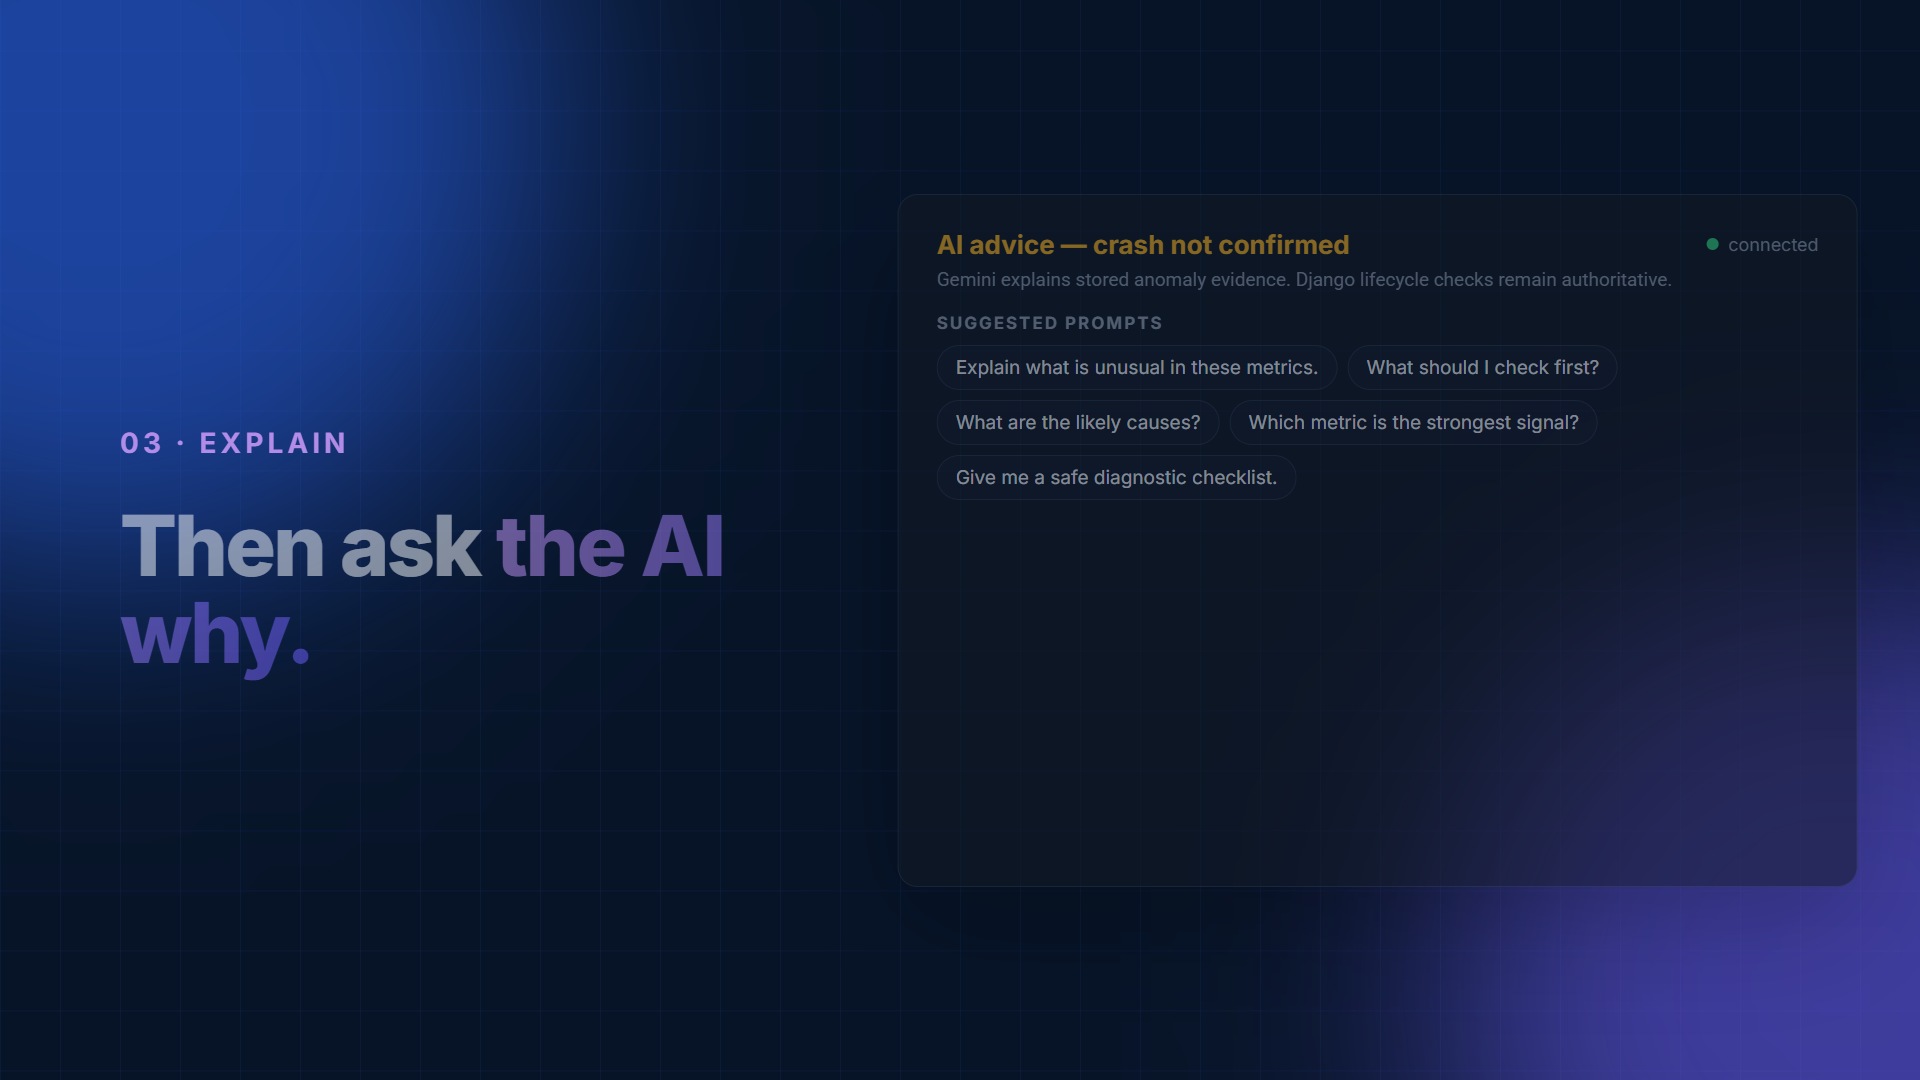 03 · EXPLAIN
Then ask the AI
why.
AI advice — crash not confirmed
connected
Gemini explains stored anomaly evidence. Django lifecycle checks remain authoritative.
SUGGESTED PROMPTS
Explain what is unusual in these metrics.
What should I check first?
What are the likely causes?
Which metric is the strongest signal?
Give me a safe diagnostic checklist.